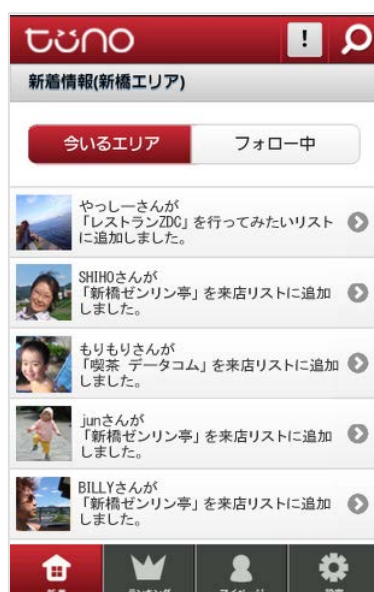 !
新着情報(新橋エリア)
今いるエリア
フォロー中
やっしーさんが
「レストランZDC」を行ってみたいリスト
に追加しました。
SHIHOさんが
「新橋ゼンリン亭」を来店リストに追加
しました。
もりもりさんが
「喫茶 データコム」を来店リストに追加
しました。
junさんが
「新橋ゼンリン亭」を来店リストに追加
しました。
BILLYさんが
「新橋ゼンリン亭」を来店リストに追加
しました。